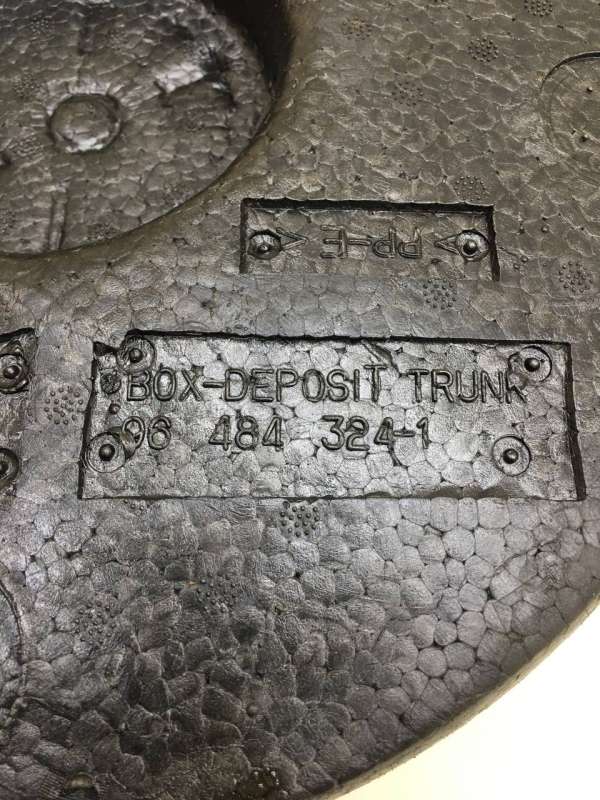 >PP-E<
BOX-DEPOSIT TRUNK
96 484 324-1